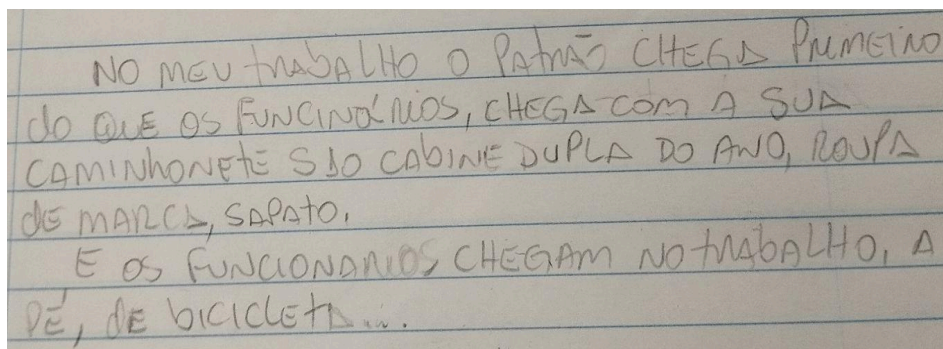 NO MEU tRABALHO O PATRÃO CHEGA PRIMEIRO
do QUE OS FUNCINÁRIOS, CHEGA COM A SUA
CAMINhONEtE S10 CAbINE DUPLA DO ANO, ROUPA
dE MARCA, SAPATO.
E OS FUNCIONARIOS CHEGAM NO tRAbALHO, A
PÉ, dE bICICLEtA...